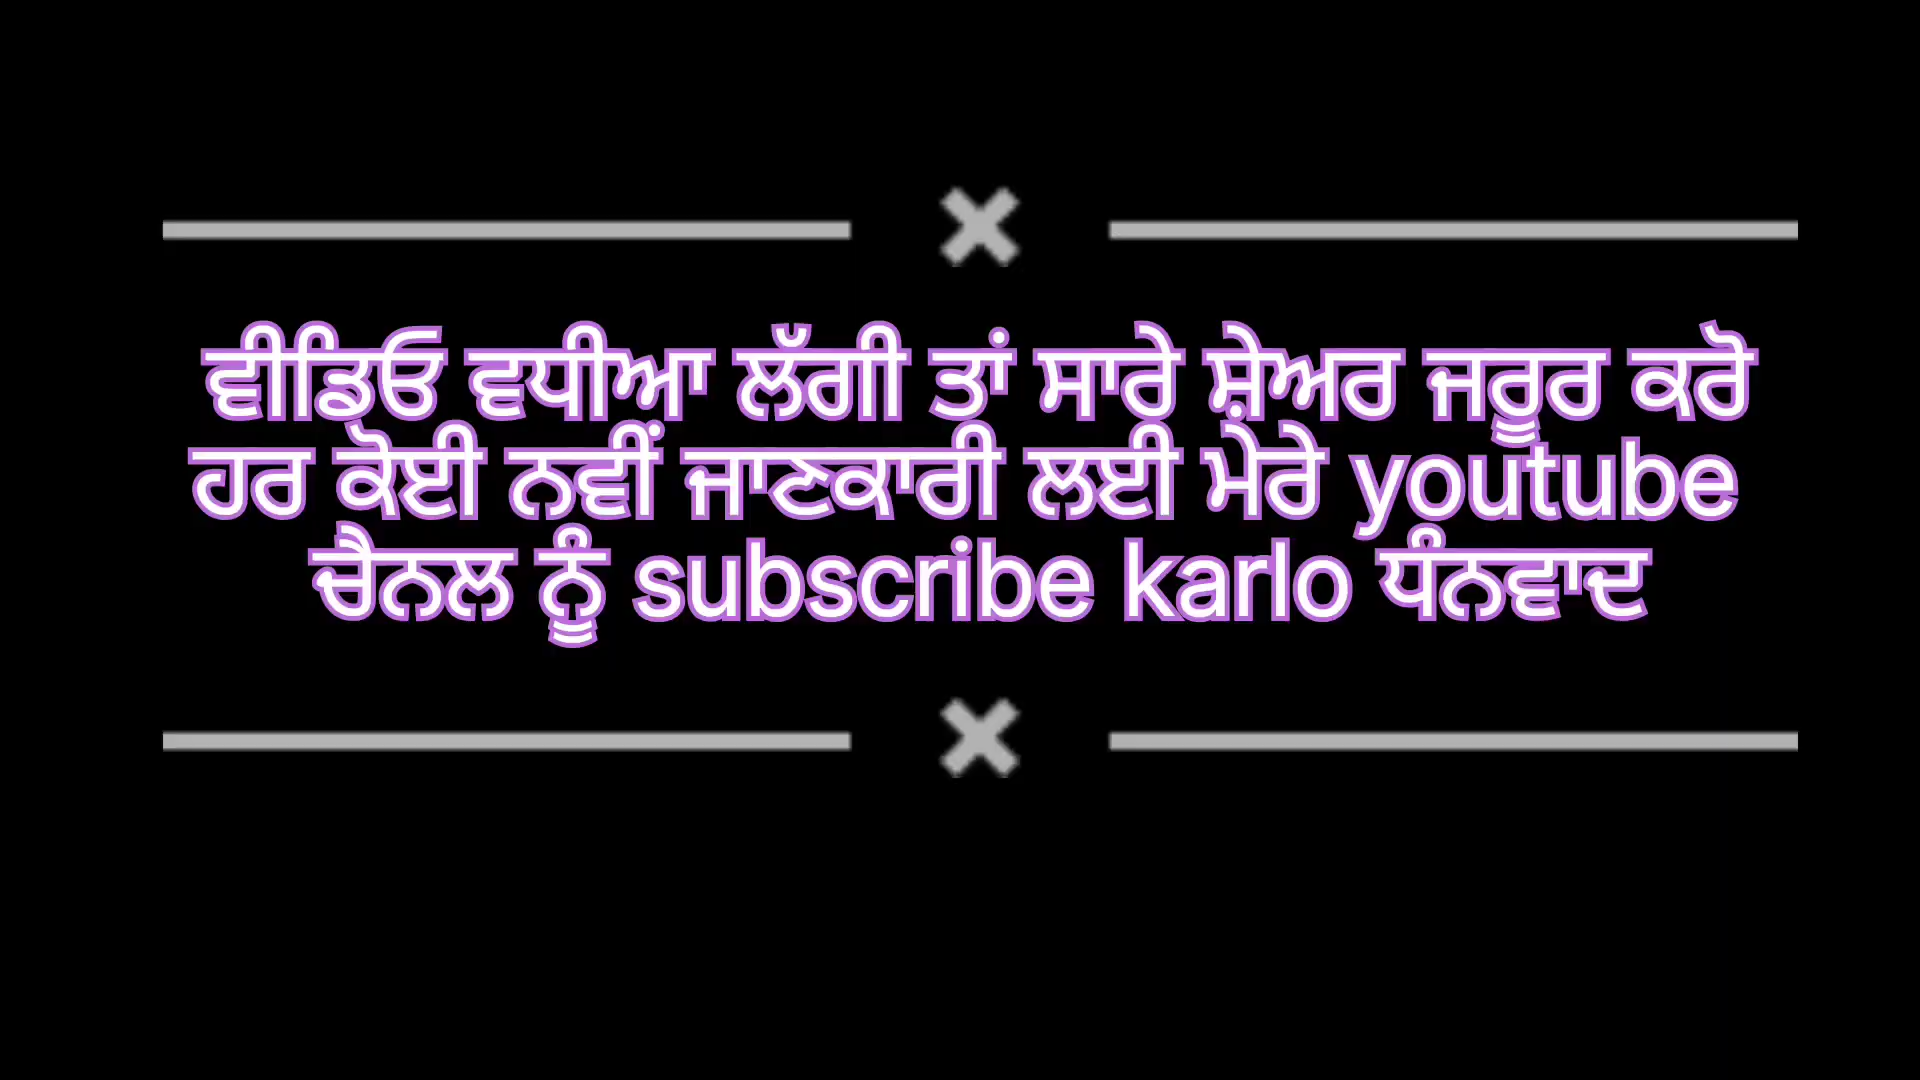 ਵੀਡਿਓ ਵਧੀਆ ਲੱਗੀ ਤਾਂ ਸਾਰੇ ਸ਼ੇਅਰ ਜਰੂਰ ਕਰੋ
ਹਰ ਕੋਈ ਨਵੀਂ ਜਾਣਕਾਰੀ ਲਈ ਮੇਰੇ youtube
ਚੈਨਲ ਨੂੰ subscribe karlo ਧੰਨਵਾਦ